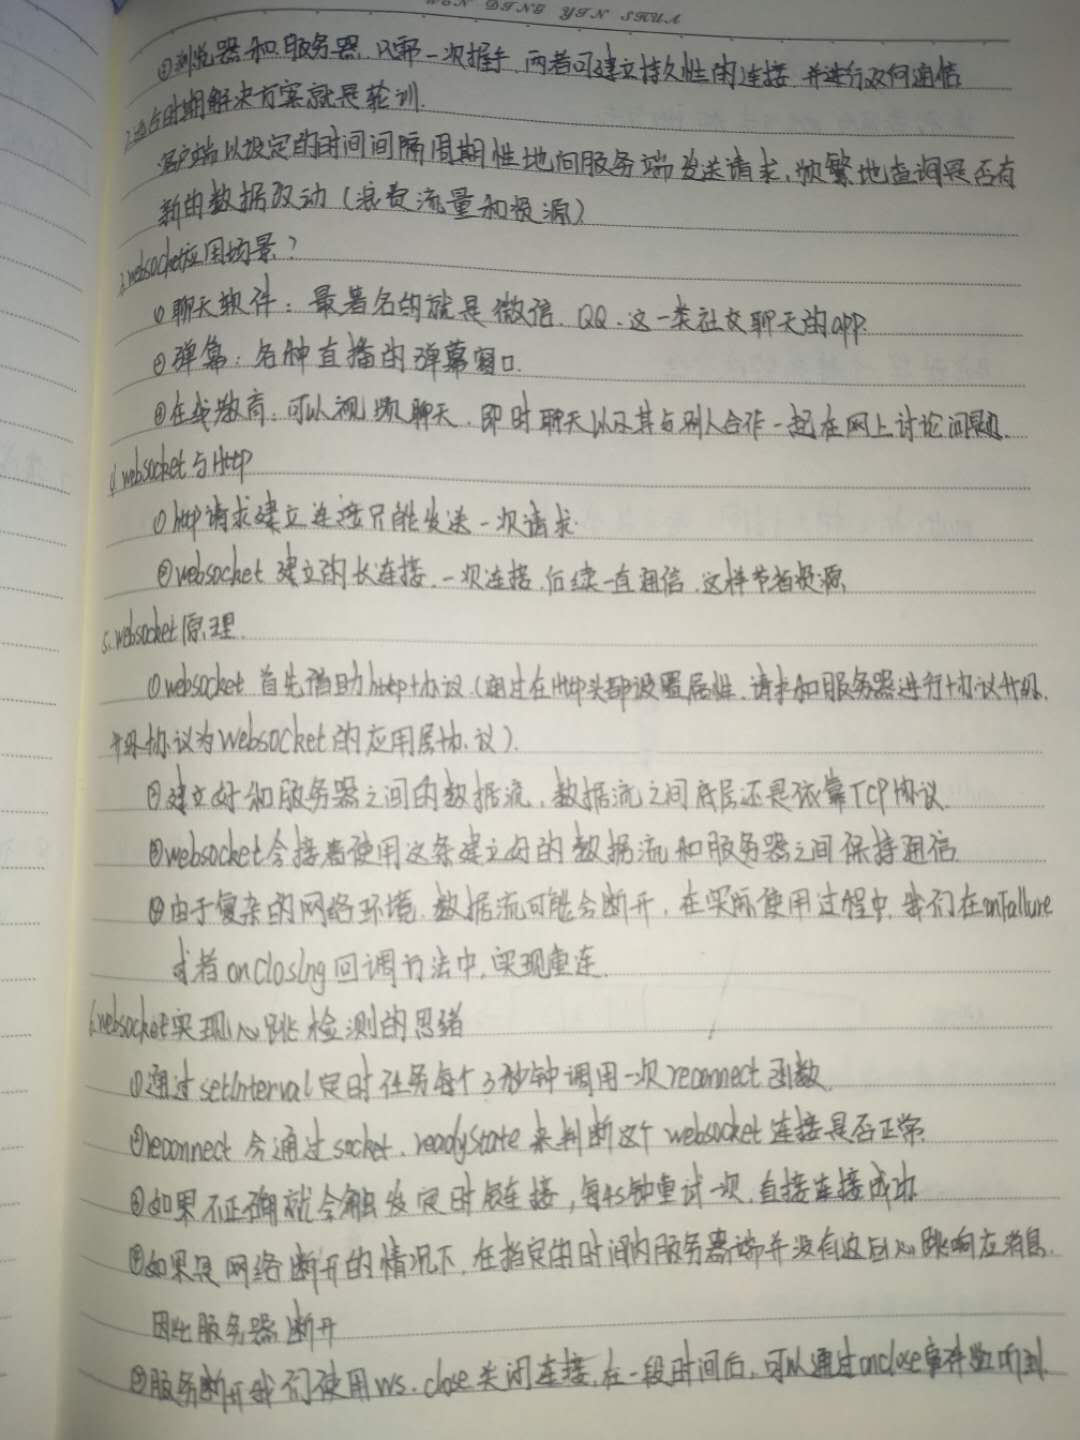 WEN DING YIN SHUA
④浏览器和服务器,只需一次握手,两者可建立持久性的连接,并进行双向通信
2.过去时期解决方案就是轮训.
客户端以设定的时间间隔周期性地向服务端发送请求,频繁地查询是否有
新的数据改动(浪费流量和资源)
3.websocket应用场景?
①聊天软件:最著名的就是微信、QQ、这一类社交聊天的app.
②弹幕:各种直播的弹幕窗口.
③在线教育:可以视频聊天、即时聊天以及其与别人合作一起在网上讨论问题.
4.websocket与Http
①http请求建立连接只能发送一次请求.
②websocket建立的长连接,一次连接,后续一直通信,这样节省资源
5.websocket原理.
①websocket首先借助http协议(通过在Http头部设置属性,请求和服务器进行协议升级,
升级协议为websocket的应用层协议).
②建立好和服务器之间的数据流,数据流之间底层还是依靠TCP协议.
③websocket会接着使用这条建立好的数据流和服务器之间保持通信
④由于复杂的网络环境,数据流可能会断开,在实际使用过程中,我们在onFailure
或者onClosing回调方法中,实现重连.
6.websocket实现心跳检测的思绪
①通过setInterval定时任务每个3秒钟调用一次reconnect函数
②reconnect会通过socket.readyState来判断这个websocket连接是否正常
③如果不正确就会触发定时连接,每4s钟重试一次,直接连接成功
④如果是网络断开的情况下,在指定的时间内服务器端并没有返回心跳响应消息,
因此服务器断开
⑤服务断开我们使用ws.close关闭连接,在一段时间后,可以通过onclose事件监听到.